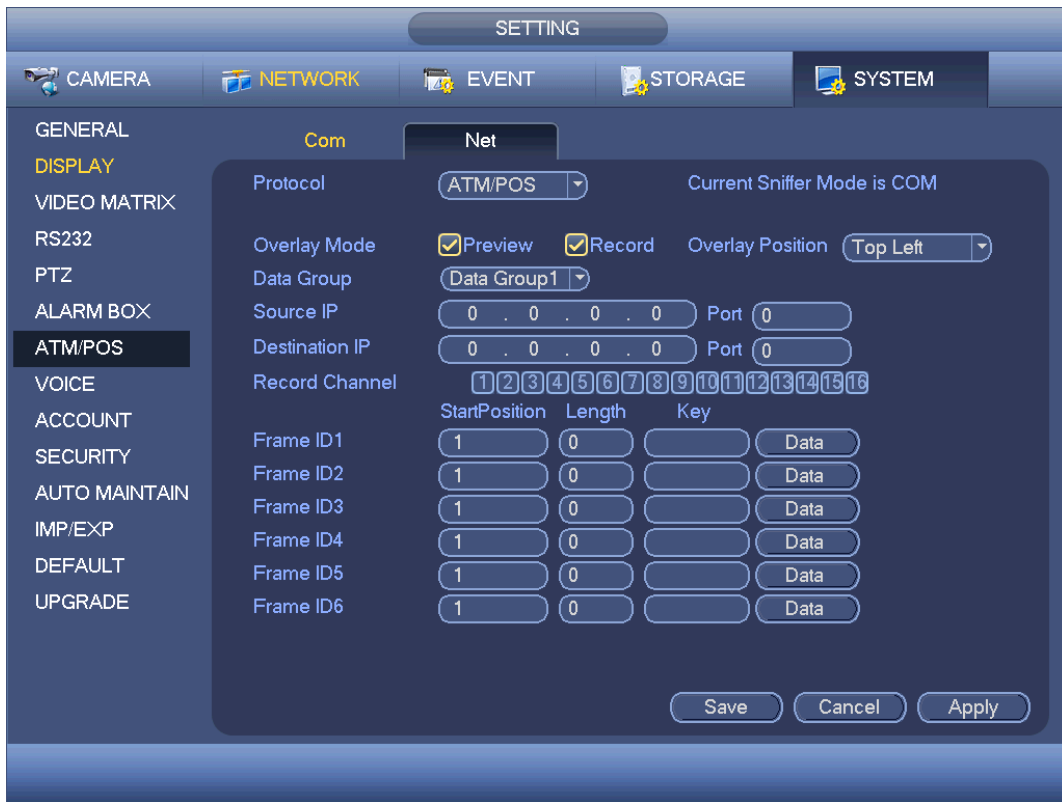 SETTING
CAMERA NETWORK EVENT STORAGE SYSTEM
GENERAL
DISPLAY
VIDEO MATRIX
RS232
PTZ
ALARM BOX
ATM/POS
VOICE
ACCOUNT
SECURITY
AUTO MAINTAIN
IMP/EXP
DEFAULT
UPGRADE
Com Net
Protocol ATM/POS Current Sniffer Mode is COM
Overlay Mode Preview Record Overlay Position Top Left
Data Group Data Group1
Source IP 0 . 0 . 0 . 0 Port 0
Destination IP 0 . 0 . 0 . 0 Port 0
Record Channel 1 2 3 4 5 6 7 8 9 10 11 12 13 14 15 16
StartPosition Length Key
Frame ID1 1 0 Data
Frame ID2 1 0 Data
Frame ID3 1 0 Data
Frame ID4 1 0 Data
Frame ID5 1 0 Data
Frame ID6 1 0 Data
Save Cancel Apply